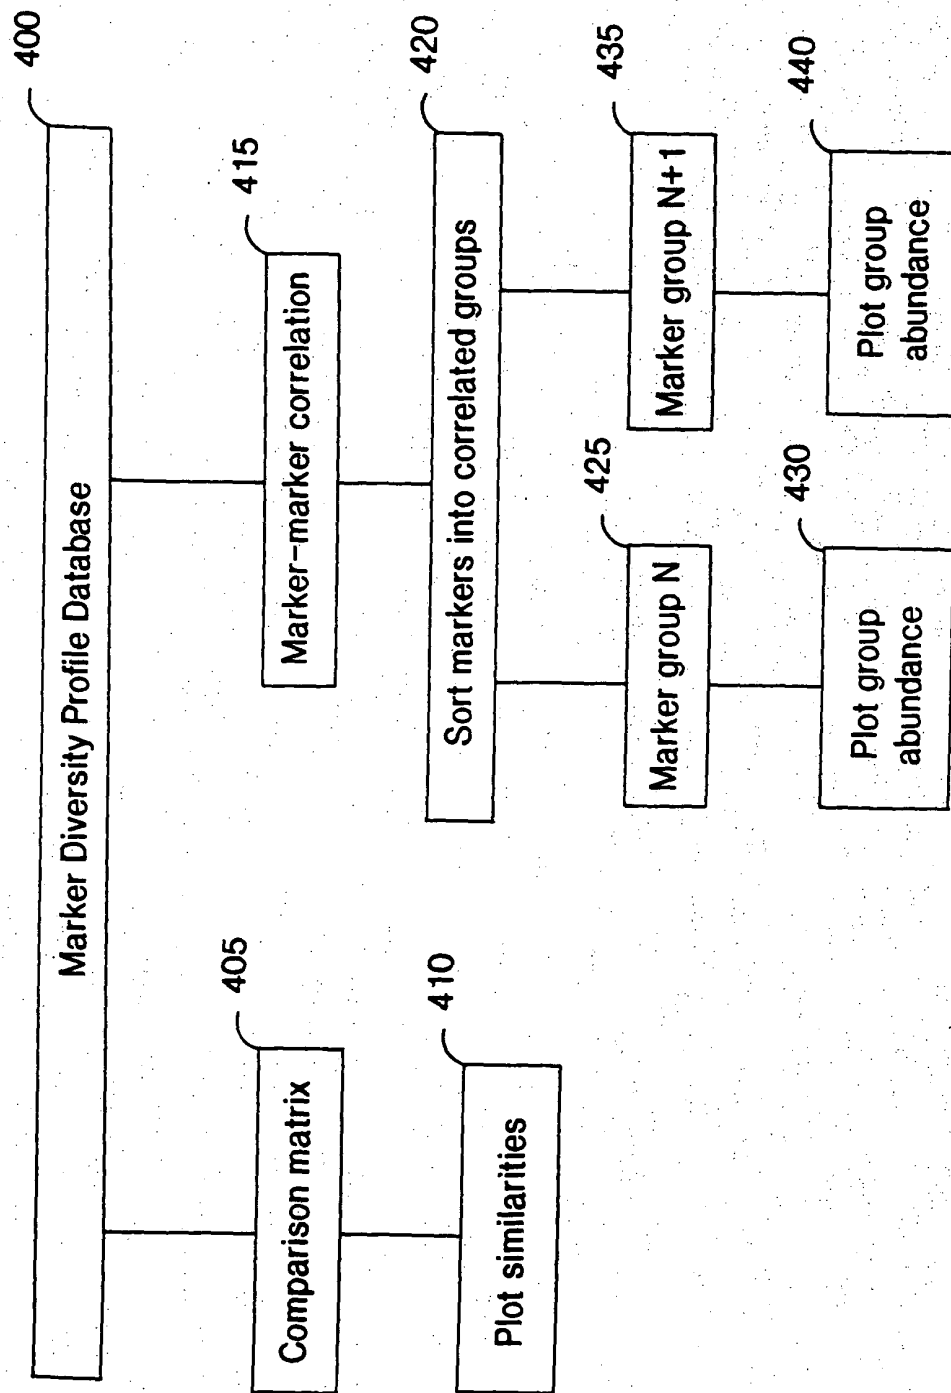 400
Marker Diversity Profile Database
405
Comparison matrix
410
Plot similarities
415
Marker-marker correlation
420
Sort markers into correlated groups
425
Marker group N
430
Plot group
abundance
435
Marker group N+1
440
Plot group
abundance